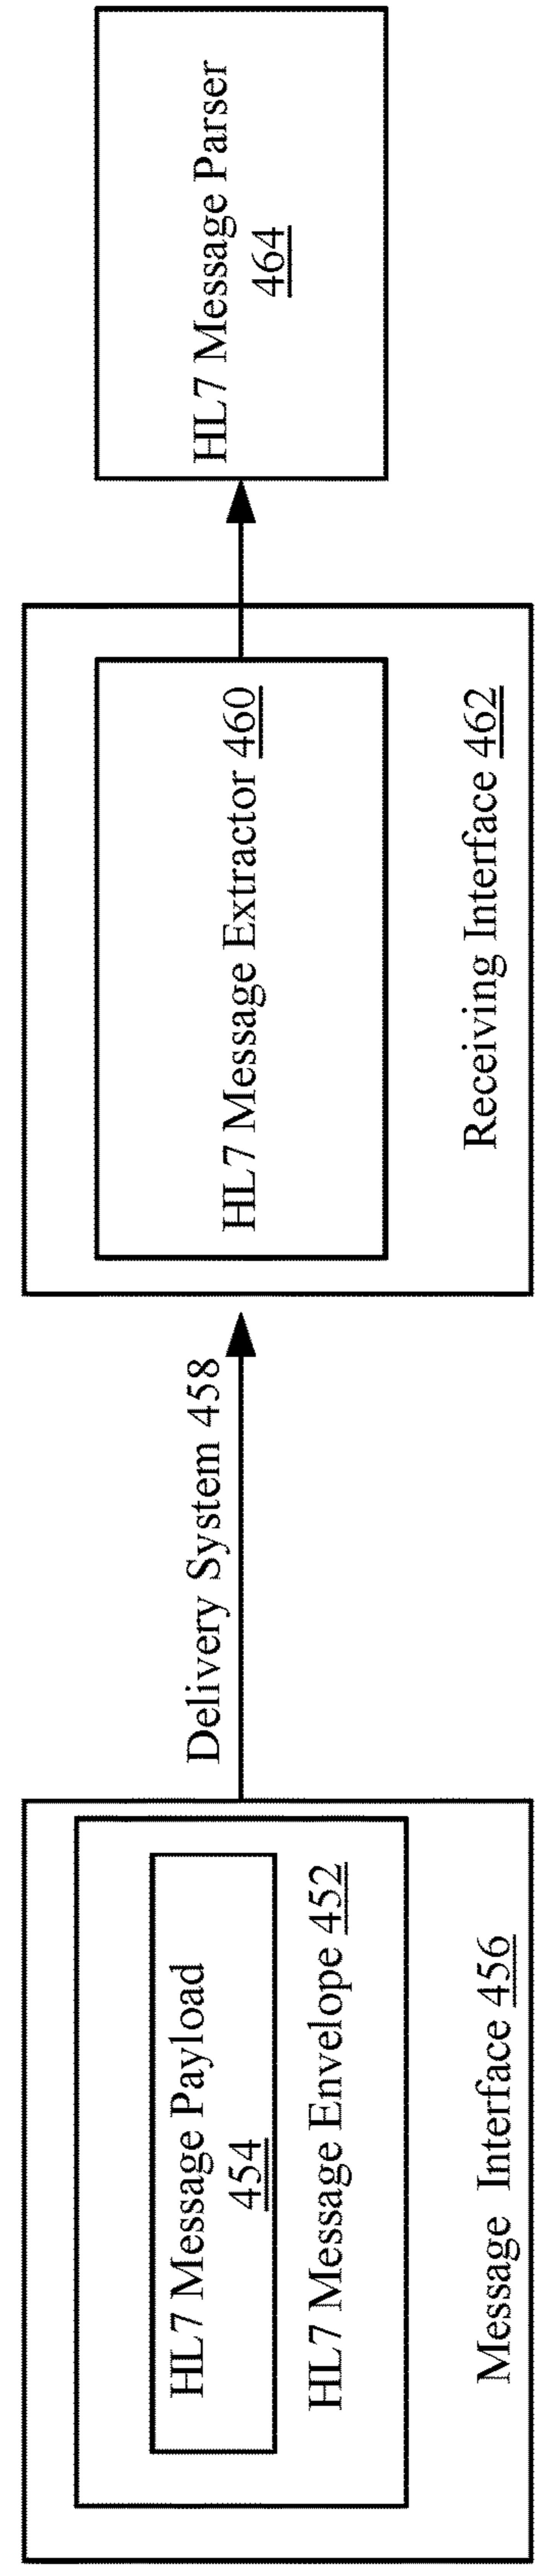 HL7 Message Payload
454
HL7 Message Envelope 452
Message Interface 456
Delivery System 458
HL7 Message Extractor 460
Receiving Interface 462
HL7 Message Parser
464